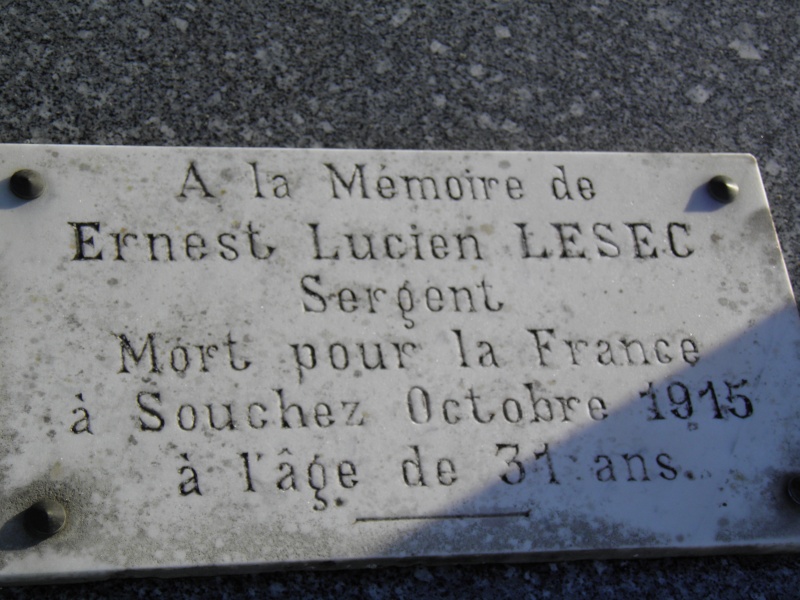 A la Mémoire de
Ernest Lucien LESEC
Sergent
Mort pour la France
à Souchez Octobre 1915
à l'âge de 31 ans.